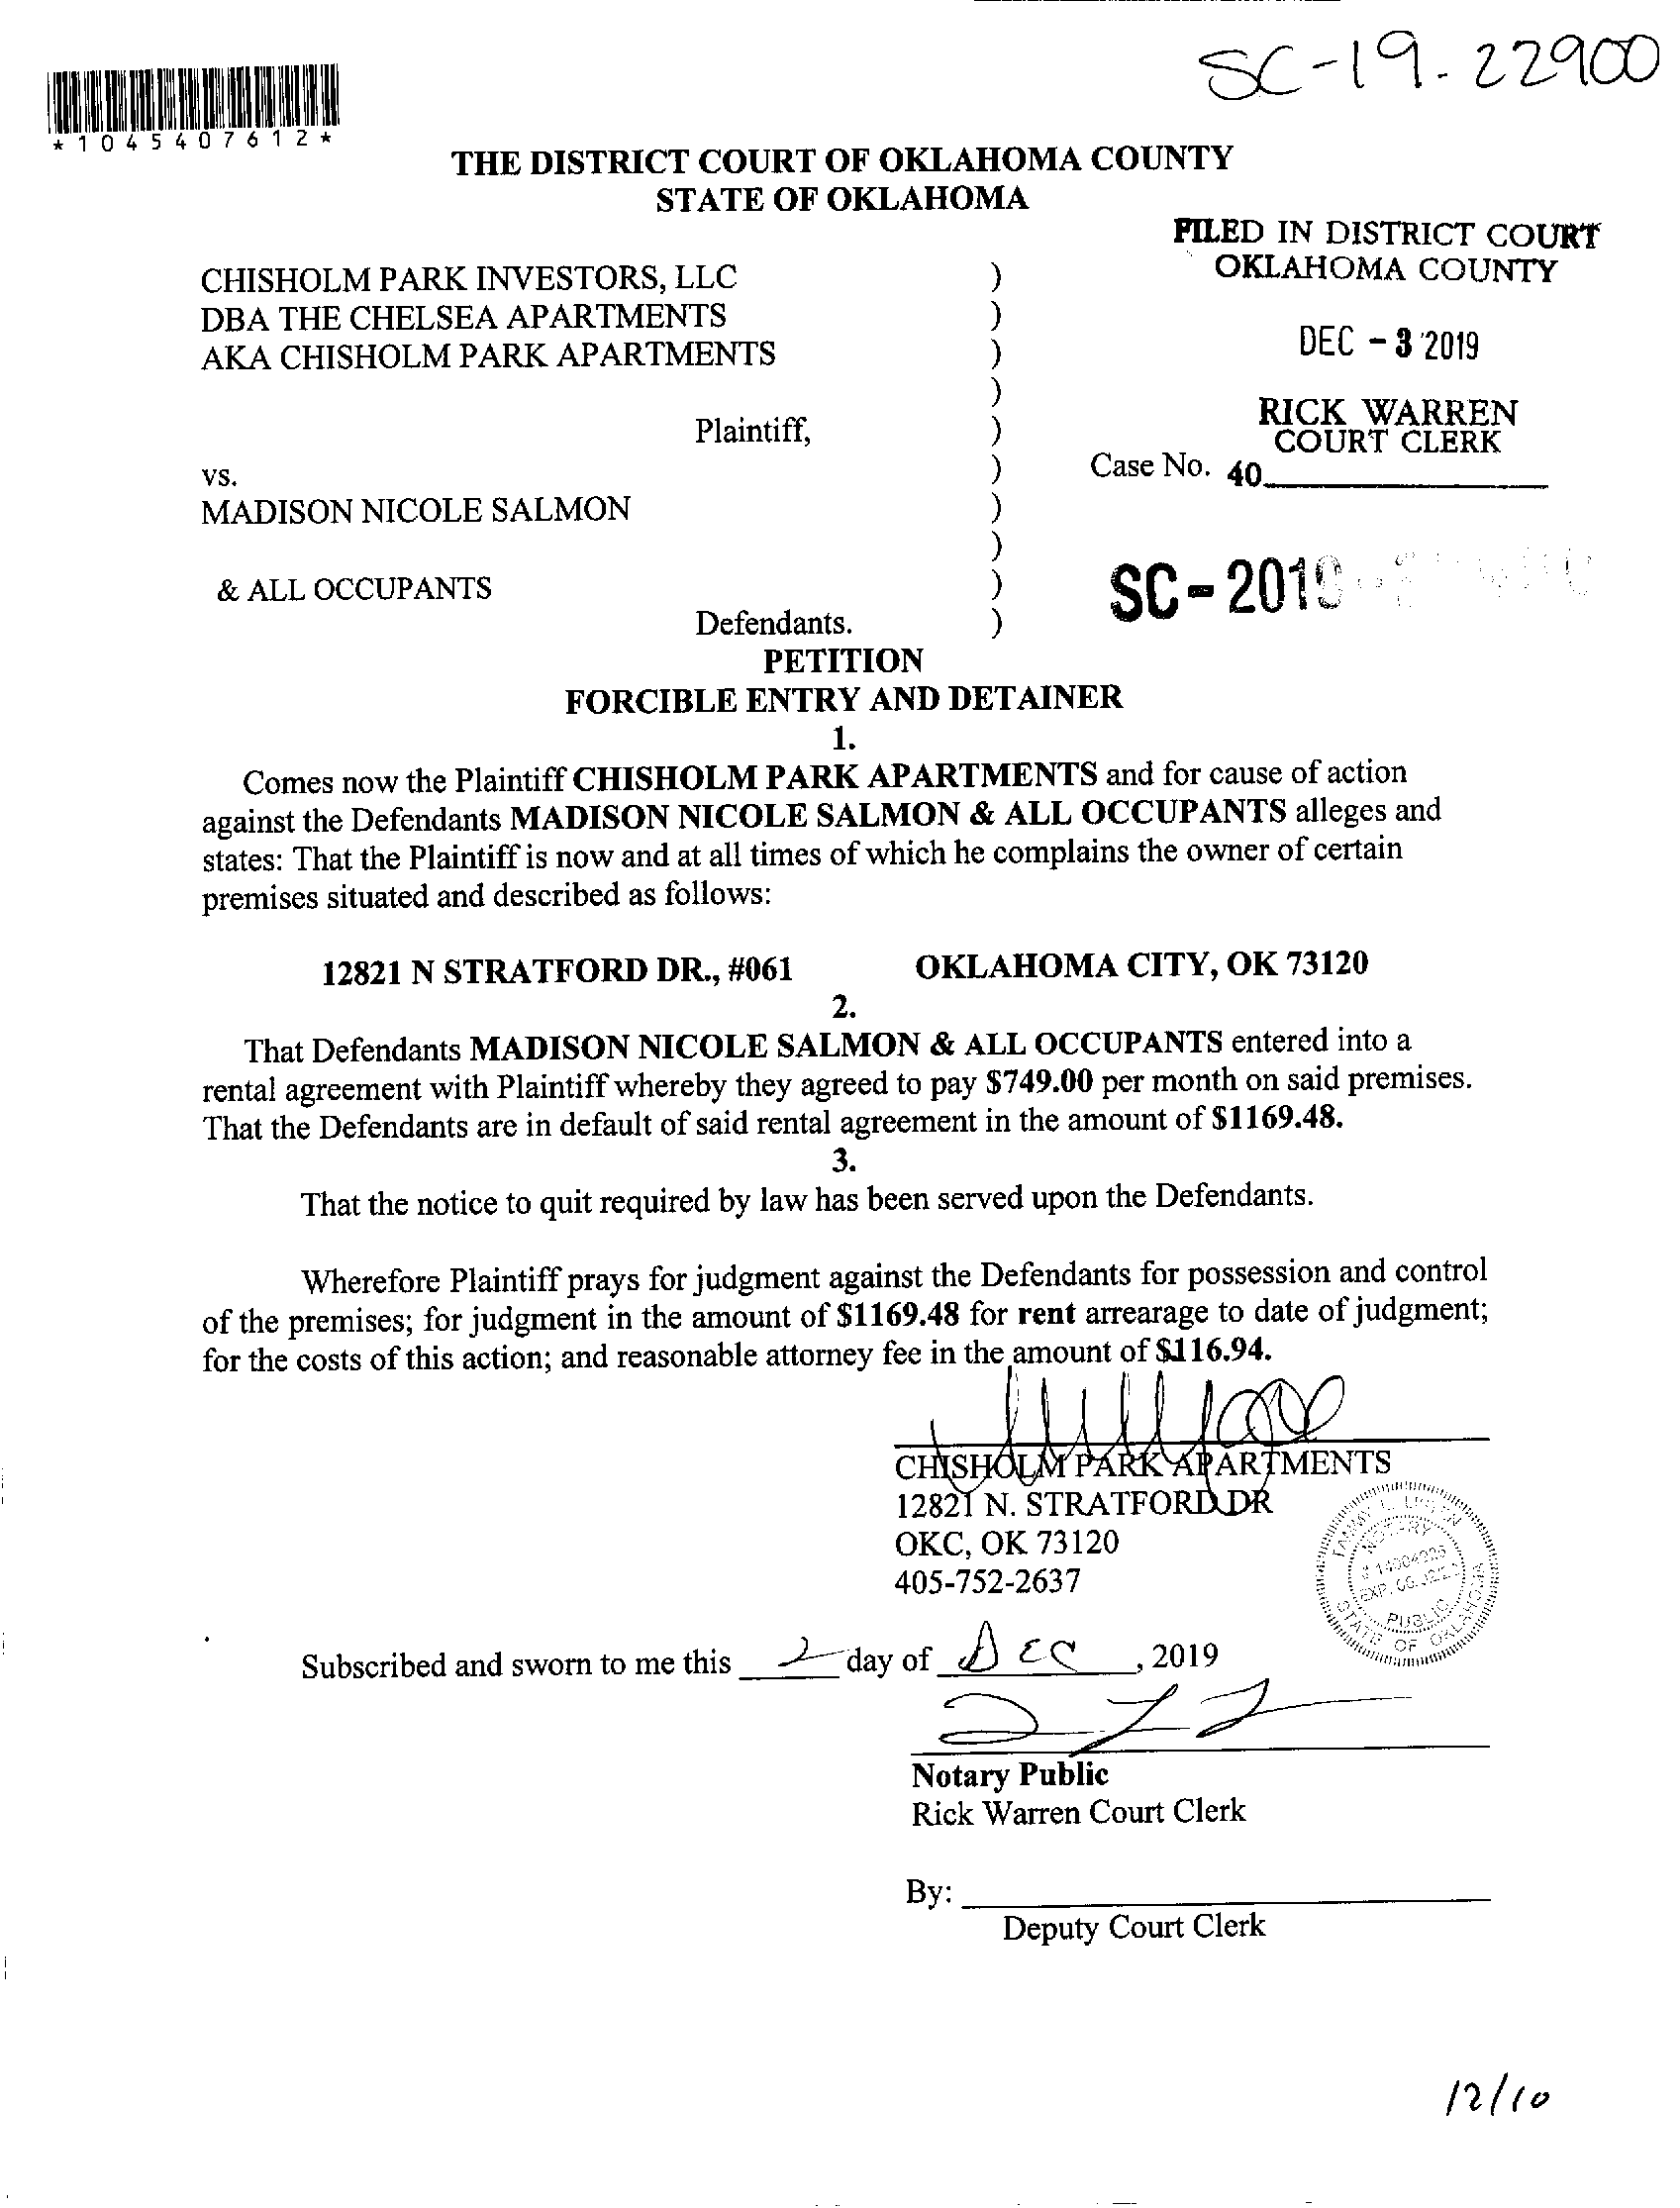 SC-19-22900
*1045407612*
THE DISTRICT COURT OF OKLAHOMA COUNTY
STATE OF OKLAHOMA
FILED IN DISTRICT COURT
OKLAHOMA COUNTY
CHISHOLM PARK INVESTORS, LLC )
DBA THE CHELSEA APARTMENTS )
AKA CHISHOLM PARK APARTMENTS )
DEC - 3 2019
)
RICK WARREN
COURT CLERK
Plaintiff, )
vs. ) Case No. 40
MADISON NICOLE SALMON )
)
& ALL OCCUPANTS )
SC - 2019
Defendants. )
PETITION
FORCIBLE ENTRY AND DETAINER
1.
Comes now the Plaintiff CHISHOLM PARK APARTMENTS and for cause of action
against the Defendants MADISON NICOLE SALMON & ALL OCCUPANTS alleges and
states: That the Plaintiff is now and at all times of which he complains the owner of certain
premises situated and described as follows:
12821 N STRATFORD DR., #061 OKLAHOMA CITY, OK 73120
2.
That Defendants MADISON NICOLE SALMON & ALL OCCUPANTS entered into a
rental agreement with Plaintiff whereby they agreed to pay $749.00 per month on said premises.
That the Defendants are in default of said rental agreement in the amount of $1169.48.
3.
That the notice to quit required by law has been served upon the Defendants.
Wherefore Plaintiff prays for judgment against the Defendants for possession and control
of the premises; for judgment in the amount of $1169.48 for rent arrearage to date of judgment;
for the costs of this action; and reasonable attorney fee in the amount of $116.94.
CHISHOLM PARK APARTMENTS
12821 N. STRATFORD DR
OKC, OK 73120
405-752-2637
TAMMY L.
NOTARY
EXP.
PUBLIC
STATE OF OKLAHOMA
Subscribed and sworn to me this 2 day of DEC, 2019
Notary Public
Rick Warren Court Clerk
By:
Deputy Court Clerk
12/10